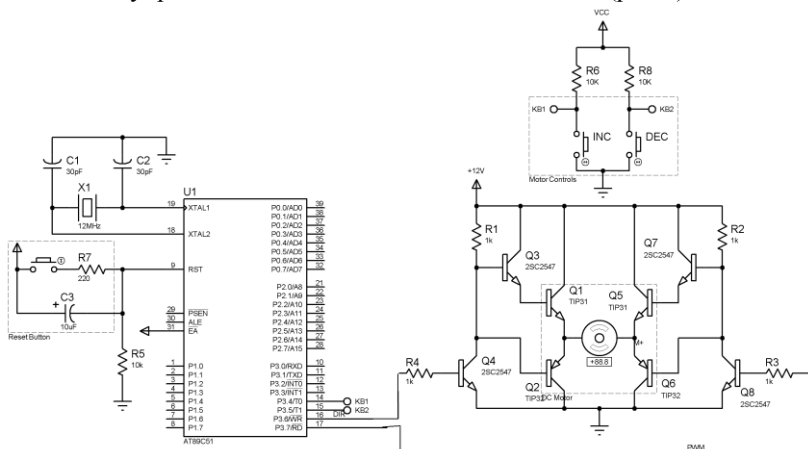 VCC
R6
10K
R8
10K
KB1
KB2
INC
DEC
Motor Controls
C1
30pF
C2
30pF
X1
12MHz
U1
19
XTAL1
18
XTAL2
9
RST
29
PSEN
30
ALE
31
EA
1
P1.0
2
P1.1
3
P1.2
4
P1.3
5
P1.4
6
P1.5
7
P1.6
8
P1.7
AT89C51
P0.0/AD0
39
P0.1/AD1
38
P0.2/AD2
37
P0.3/AD3
36
P0.4/AD4
35
P0.5/AD5
34
P0.6/AD6
33
P0.7/AD7
32
P2.0/A8
21
P2.1/A9
22
P2.2/A10
23
P2.3/A11
24
P2.4/A12
25
P2.5/A13
26
P2.6/A14
27
P2.7/A15
28
P3.0/RXD
10
P3.1/TXD
11
P3.2/INT0
12
P3.3/INT1
13
P3.4/T0
14
KB1
P3.5/T1
15
KB2
DIR
P3.6/WR
16
P3.7/RD
17
R7
220
C3
10uF
Reset Button
R5
10k
+12V
R1
1k
R2
1k
Q3
2SC2547
Q7
2SC2547
Q1
TIP31
Q5
TIP31
M+
+88.8
Q2
TIP32
DC Motor
Q6
TIP32
R4
1k
Q4
2SC2547
R3
1k
Q8
2SC2547
PWM